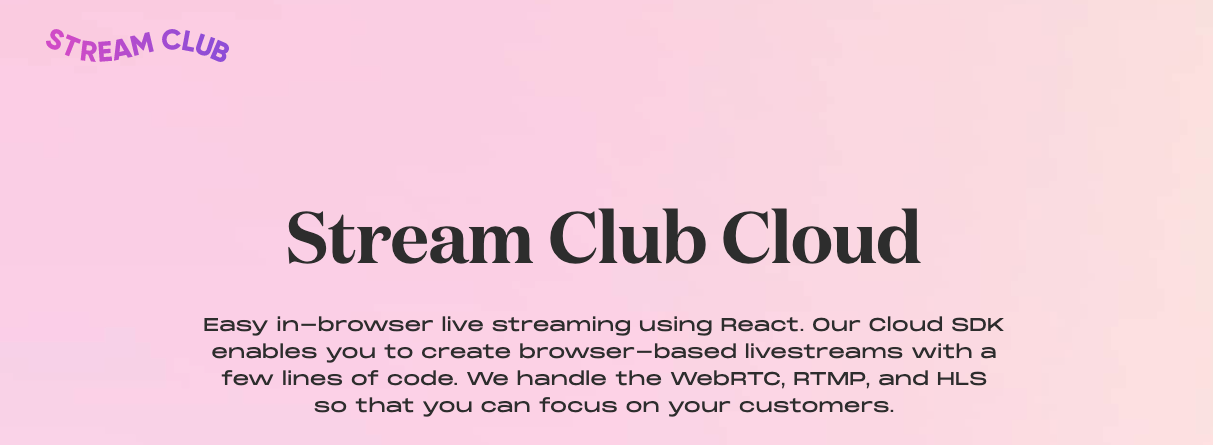 STREAM CLUB
Stream Club Cloud
Easy in-browser live streaming using React. Our Cloud SDK
enables you to create browser-based livestreams with a
few lines of code. We handle the WebRTC, RTMP, and HLS
so that you can focus on your customers.